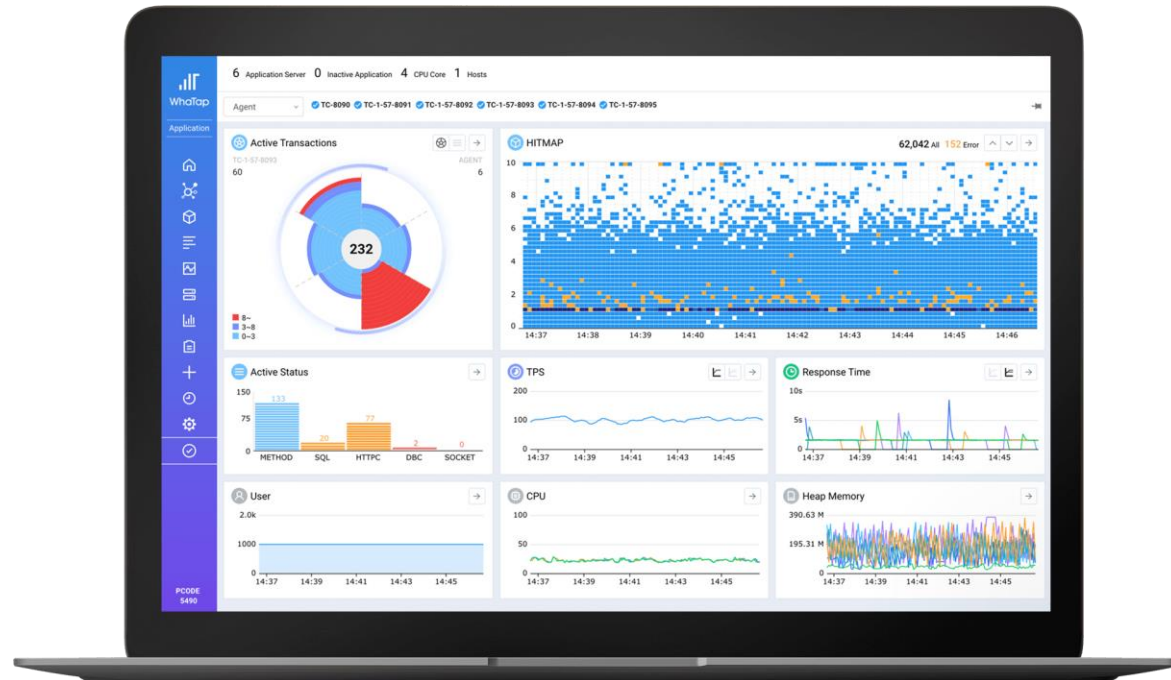 6 Application Server 0 Inactive Application 4 CPU Core 1 Hosts
WhaTap
Agent TC-8090 TC-1-57-8091 TC-1-57-8092 TC-1-57-8093 TC-1-57-8094 TC-1-57-8095
Application
Active Transactions
TC-1-57-8093 AGENT
60 6
232
8~
3~8
0~3
HITMAP 62,042 All 152 Error
10
8
6
4
2
0
14:37 14:38 14:39 14:40 14:41 14:42 14:43 14:44 14:45 14:46
Active Status
150
75
0
133 20 77 2 0
METHOD SQL HTTPC DBC SOCKET
TPS
200
100
0
14:37 14:39 14:41 14:43 14:45
Response Time
10s
5s
0
14:37 14:39 14:41 14:43 14:45
User
2.0k
1000
0
14:37 14:39 14:41 14:43 14:45
CPU
100
50
0
14:37 14:39 14:41 14:43 14:45
Heap Memory
390.63 M
195.31 M
0
14:37 14:39 14:41 14:43 14:45
PCODE
5490